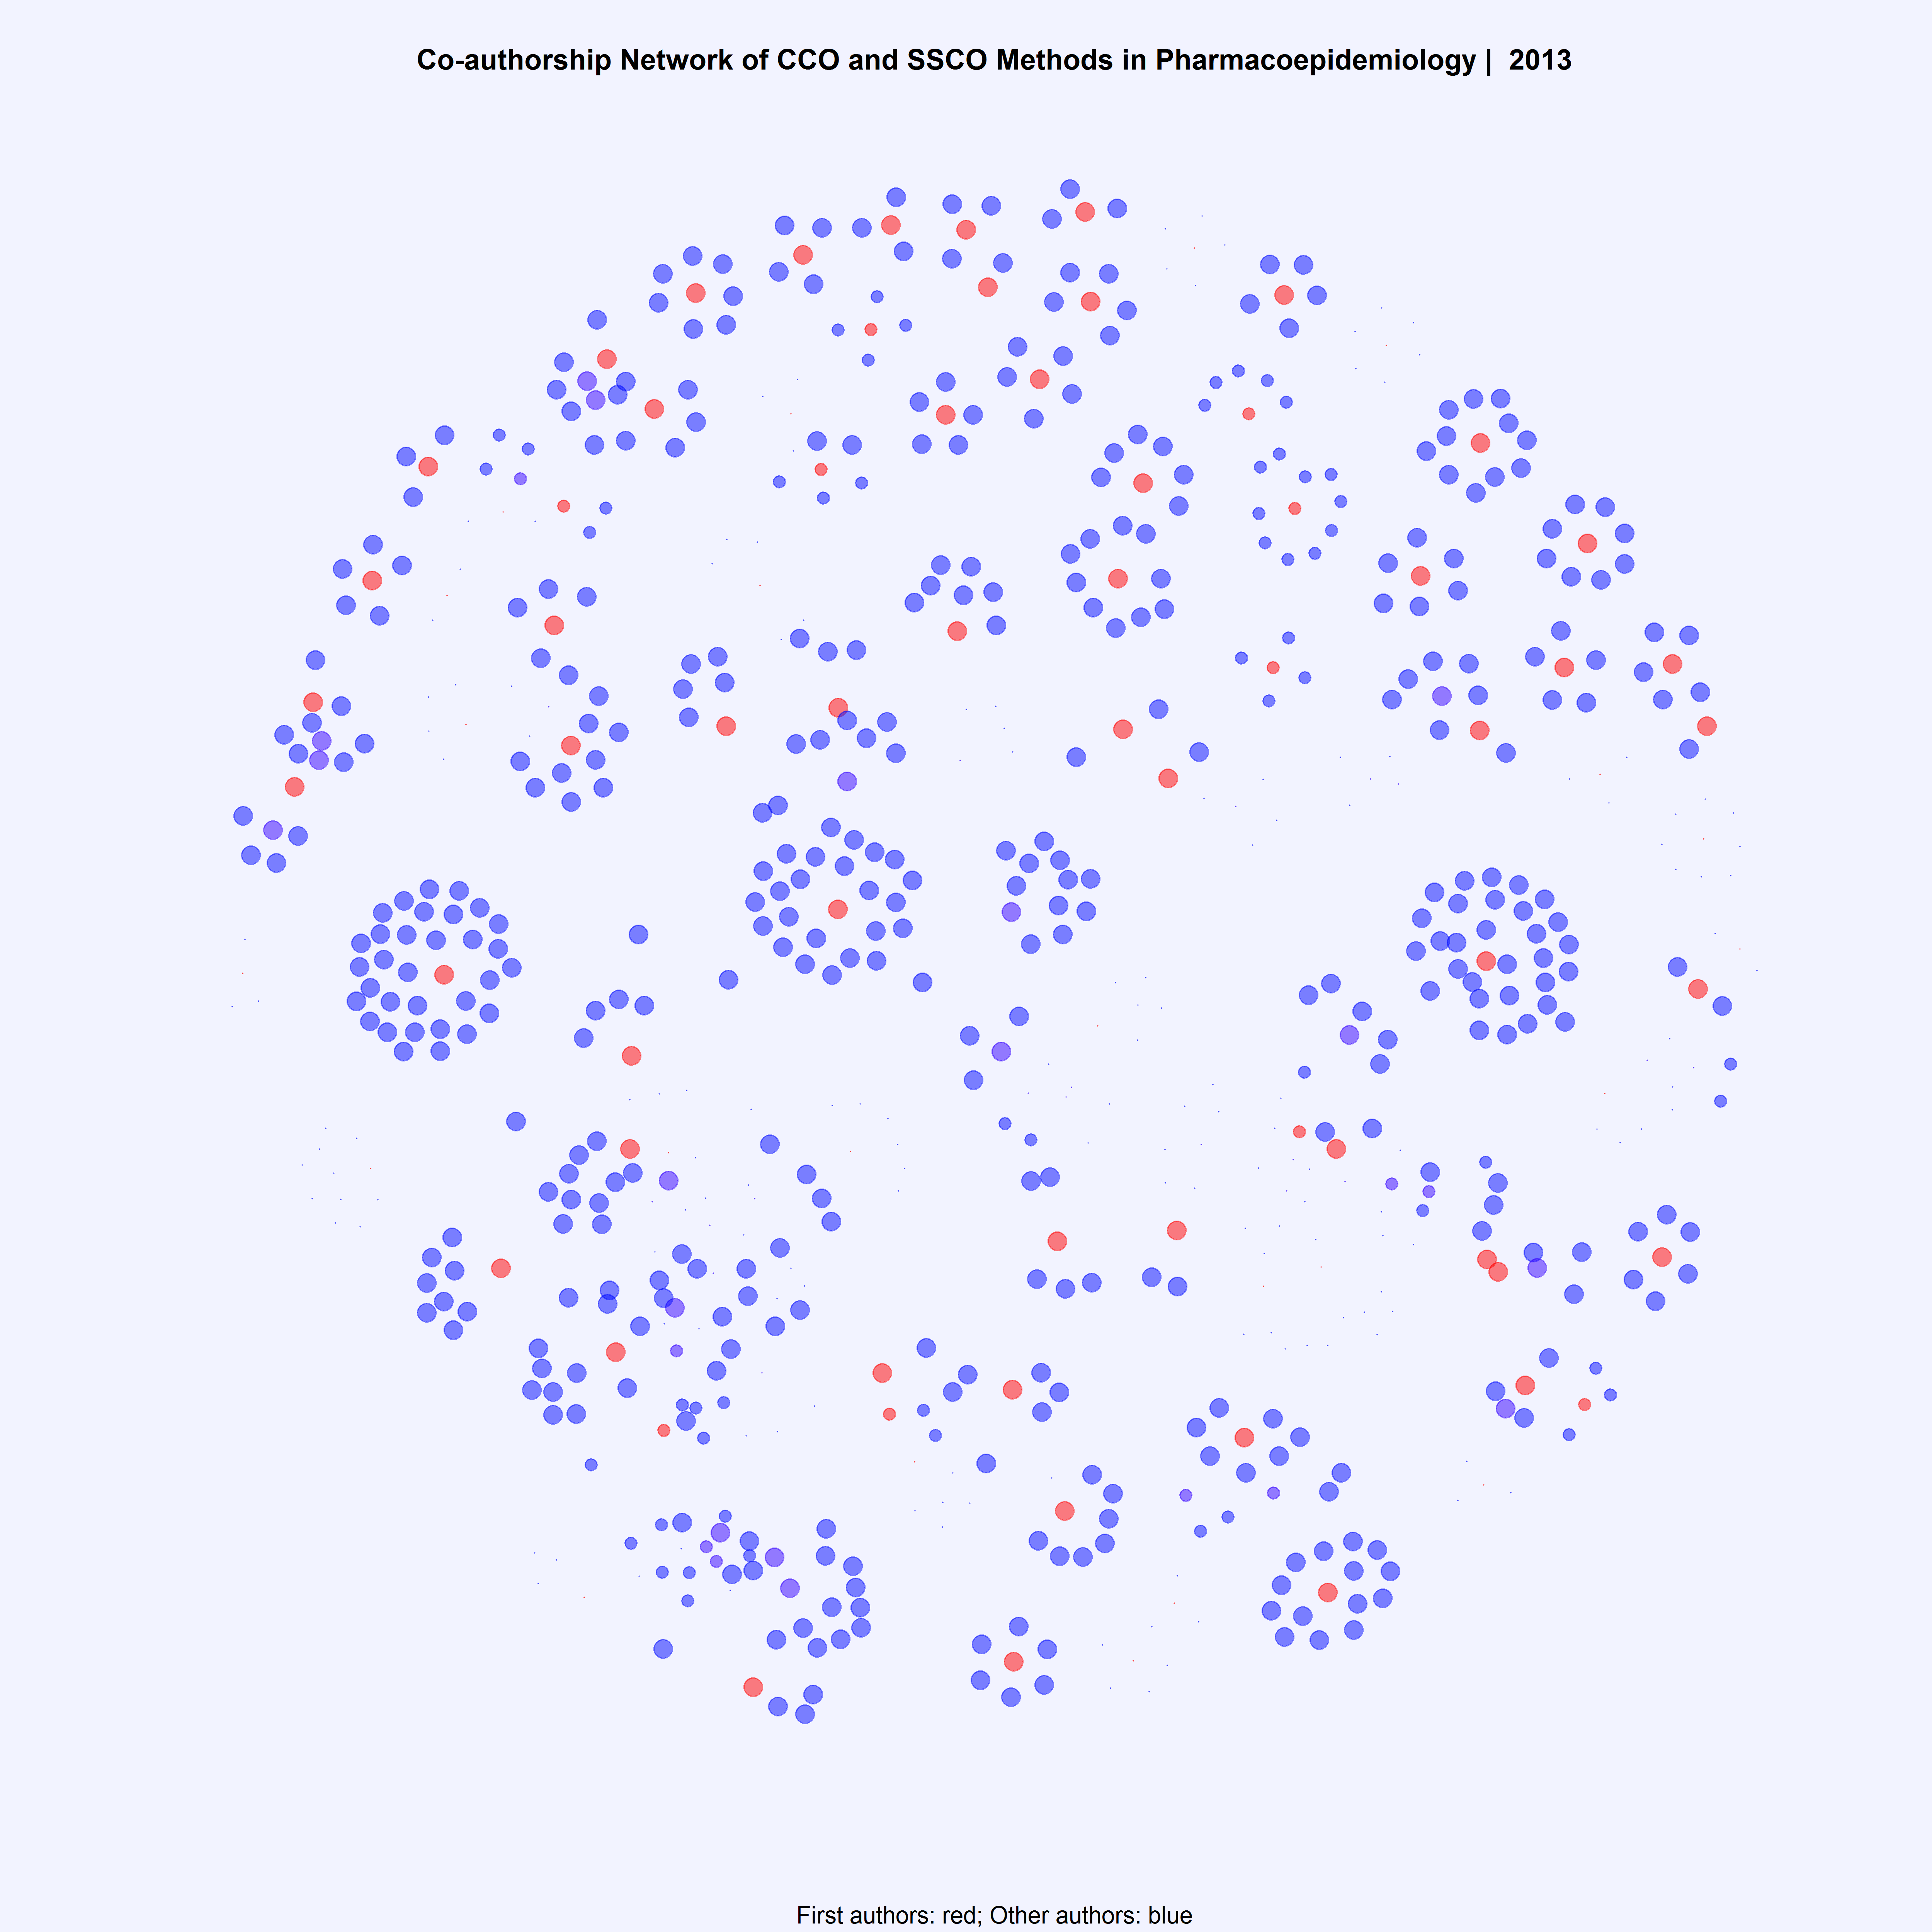 Co-authorship Network of CCO and SSCO Methods in Pharmacoepidemiology | 2013
First authors: red; Other authors: blue